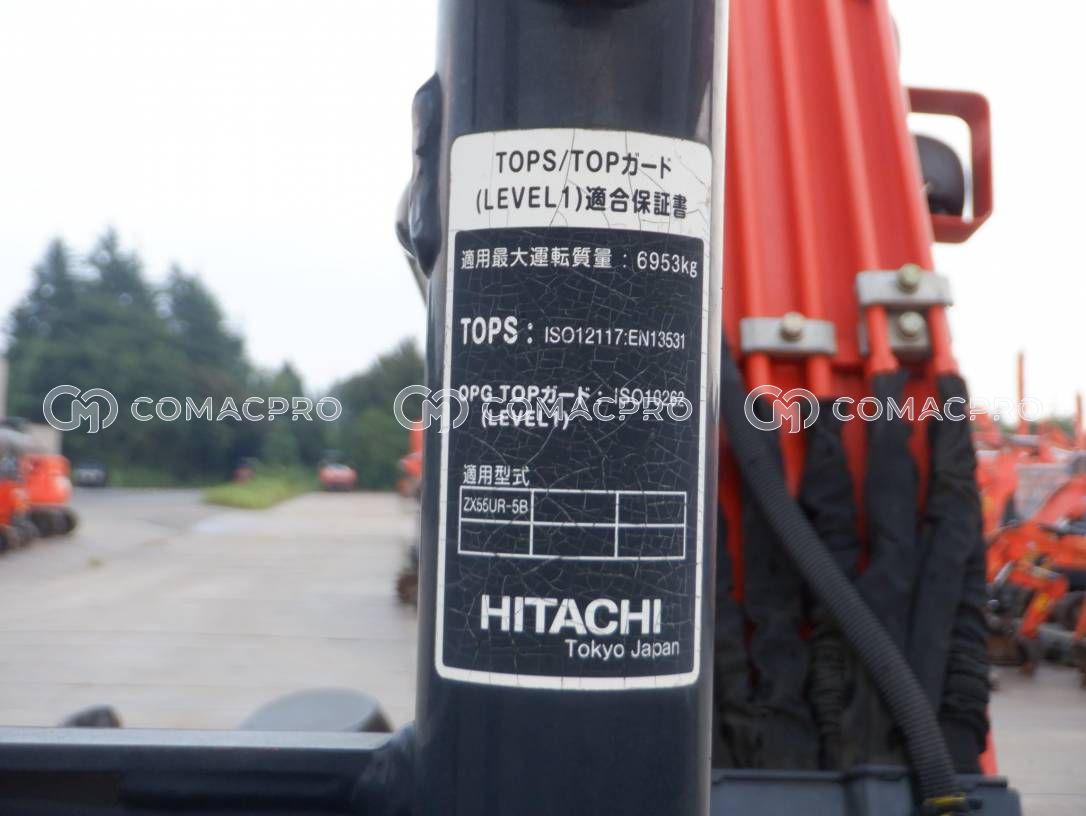 TOPS/TOPガード
(LEVEL1)適合保証書
適用最大運転質量 : 6953kg
TOPS : ISO12117:EN13531
OPG TOPガード : ISO10262
(LEVEL1)
COMACPRO COMACPRO COMACPRO
適用型式
ZX55UR-5B
HITACHI
Tokyo Japan